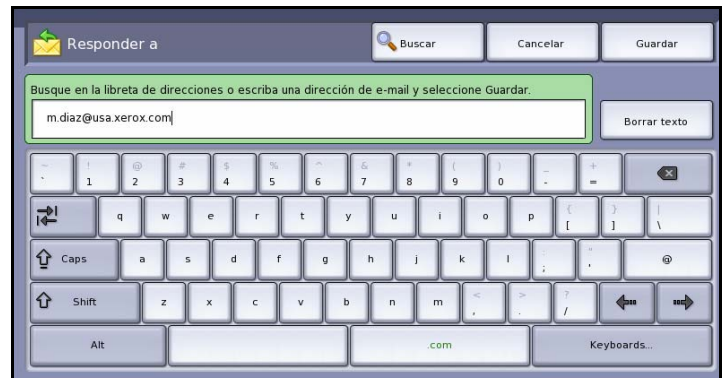 Responder a
Buscar
Cancelar
Guardar
Busque en la libreta de direcciones o escriba una dirección de e-mail y seleccione Guardar.
m.diaz@usa.xerox.com
Borrar texto
~ ! @ # $ % ^ & * ( ) _ +
` 1 2 3 4 5 6 7 8 9 0 - =
{ } |
q w e r t y u i o p [ ] \
: "
Caps a s d f g h j k l ; ' @
< > ?
Shift z x c v b n m , . /
Alt .com Keyboards...